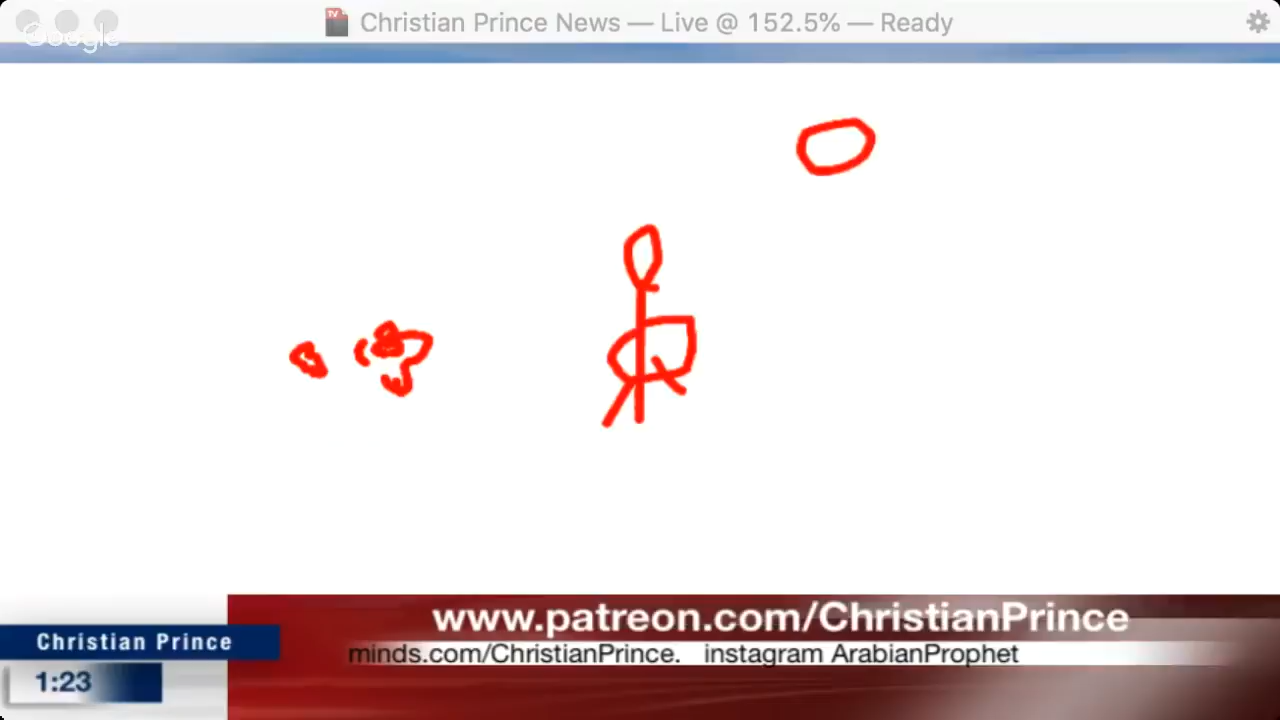 Christian Prince News — Live @ 152.5% — Ready
Google
www.patreon.com/ChristianPrince
Christian Prince
minds.com/ChristianPrince. instagram ArabianProphet
1:23